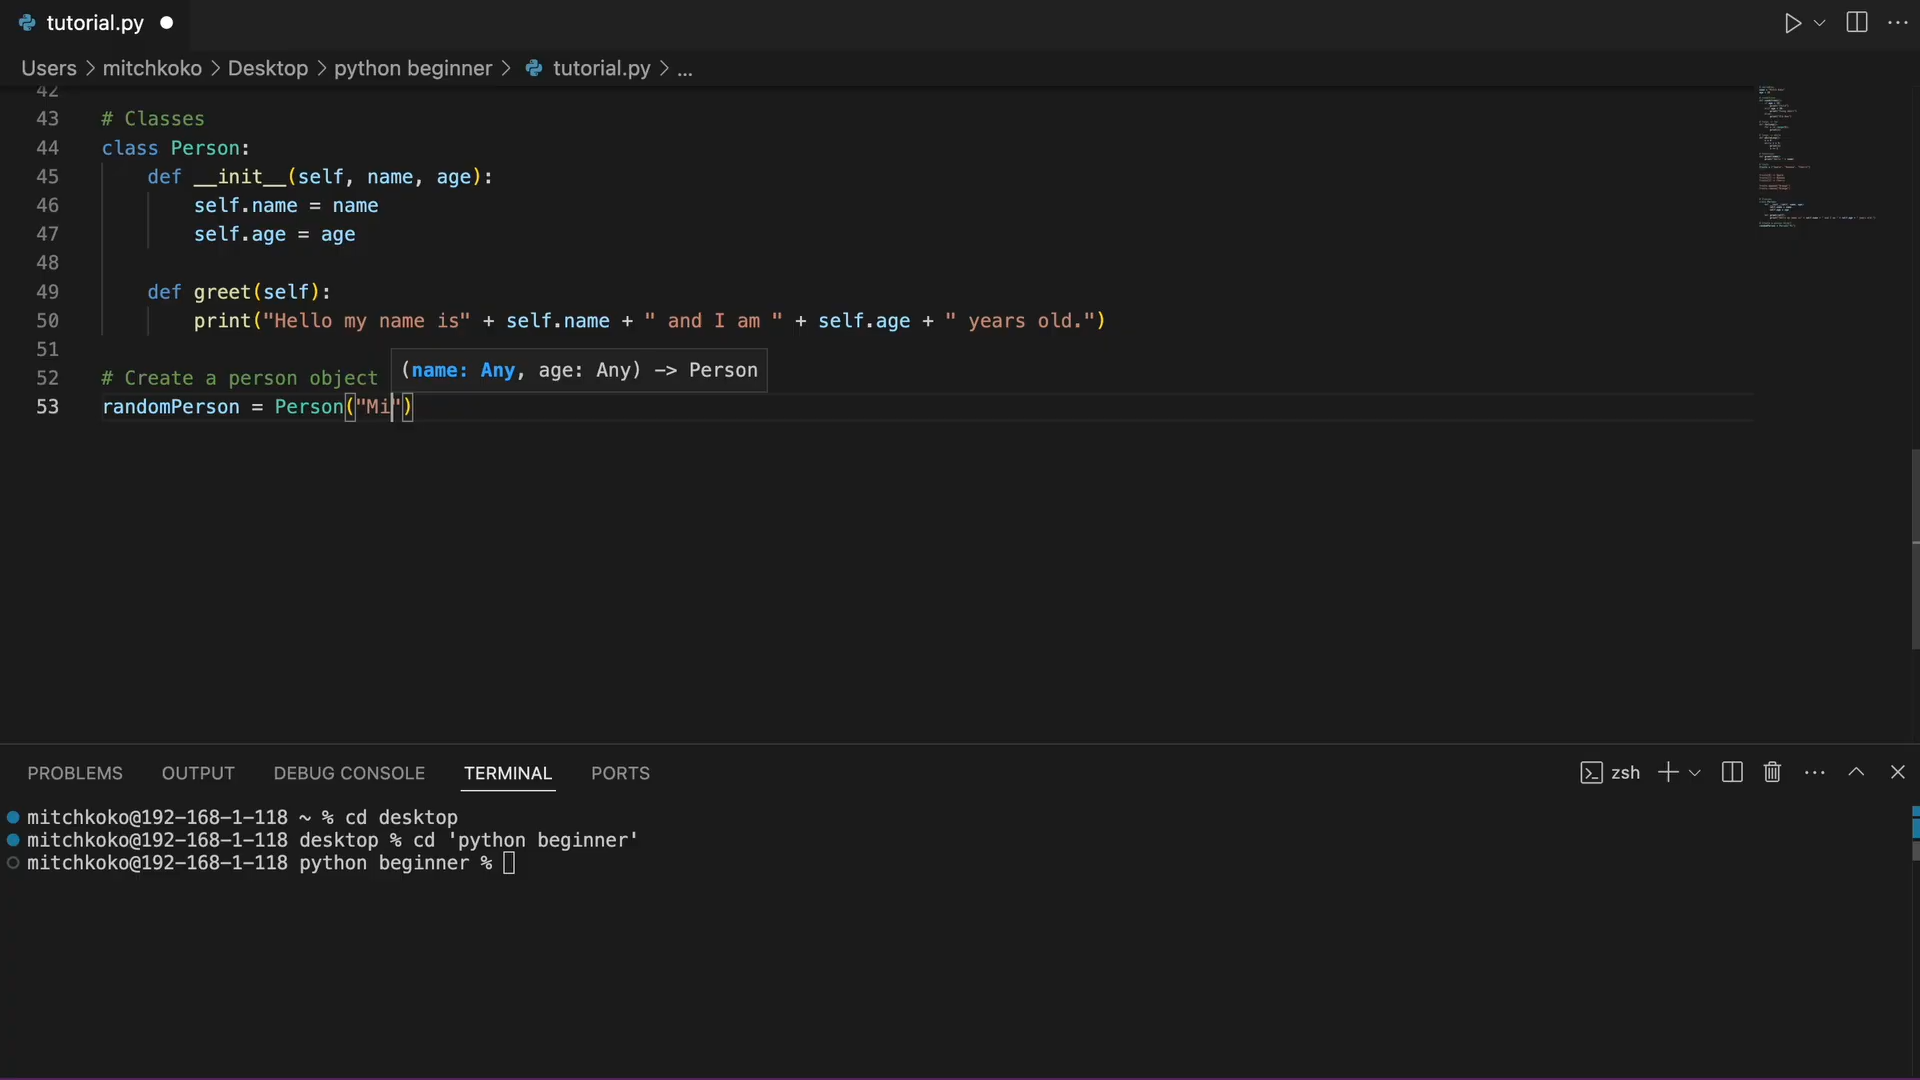 tutorial.py
Users > mitchkoko > Desktop > python beginner > tutorial.py > ...
42
43 # Classes
44 class Person:
45     def __init__(self, name, age):
46         self.name = name
47         self.age = age
48
49     def greet(self):
50         print("Hello my name is" + self.name + " and I am " + self.age + " years old.")
51
(name: Any, age: Any) -> Person
52 # Create a person object
53 randomPerson = Person("Mi")
PROBLEMS OUTPUT DEBUG CONSOLE TERMINAL PORTS zsh
mitchkoko@192-168-1-118 ~ % cd desktop
mitchkoko@192-168-1-118 desktop % cd 'python beginner'
mitchkoko@192-168-1-118 python beginner %